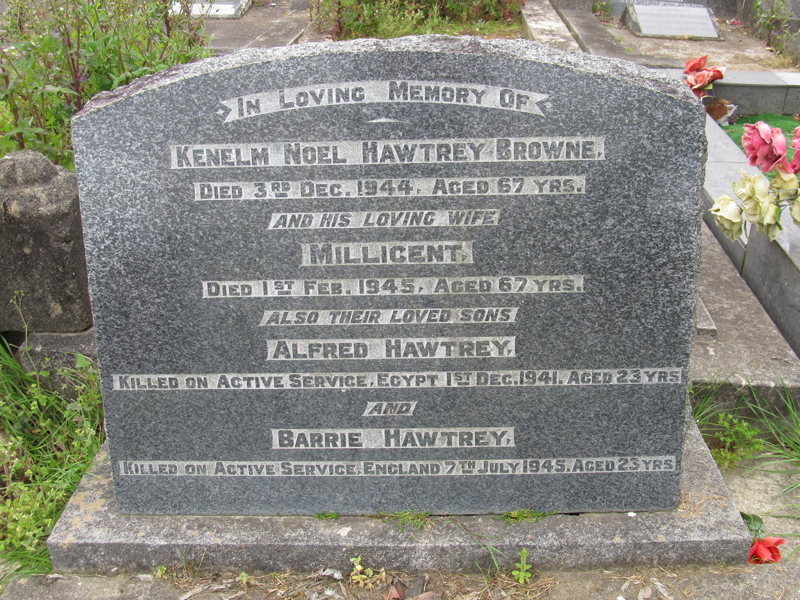 In Loving Memory Of
Kenelm Noel Hawtrey Browne,
Died 3RD Dec. 1944, Aged 67 Yrs.
AND HIS LOVING WIFE
Millicent,
Died 1ST Feb. 1945, Aged 67 Yrs.
ALSO THEIR LOVED SONS
Alfred Hawtrey,
Killed on Active Service, Egypt 1ST Dec. 1941, Aged 23 Yrs
AND
Barrie Hawtrey,
Killed on Active Service, England 7TH July 1945, Aged 23 Yrs